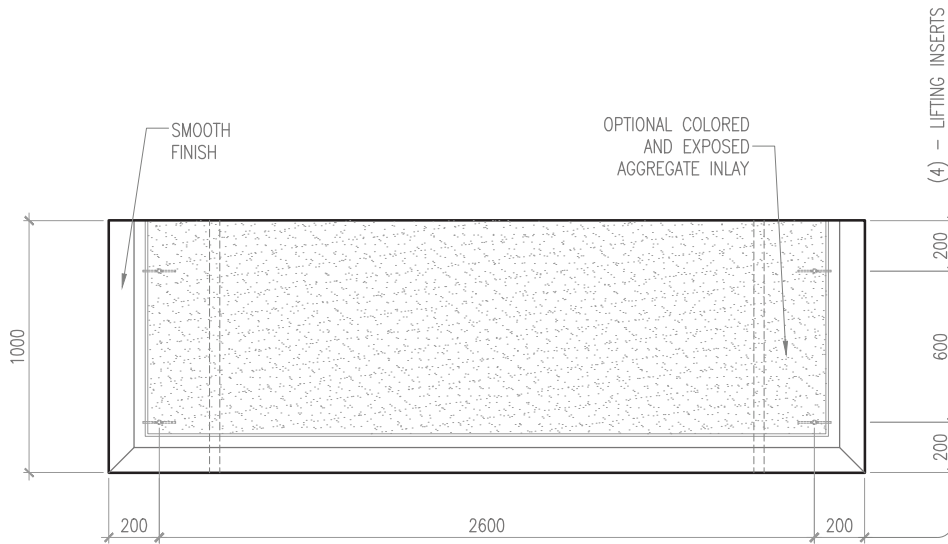 (4) – LIFTING INSERTS
SMOOTH
FINISH
OPTIONAL COLORED
AND EXPOSED
AGGREGATE INLAY
200
600
200
1000
200
2600
200